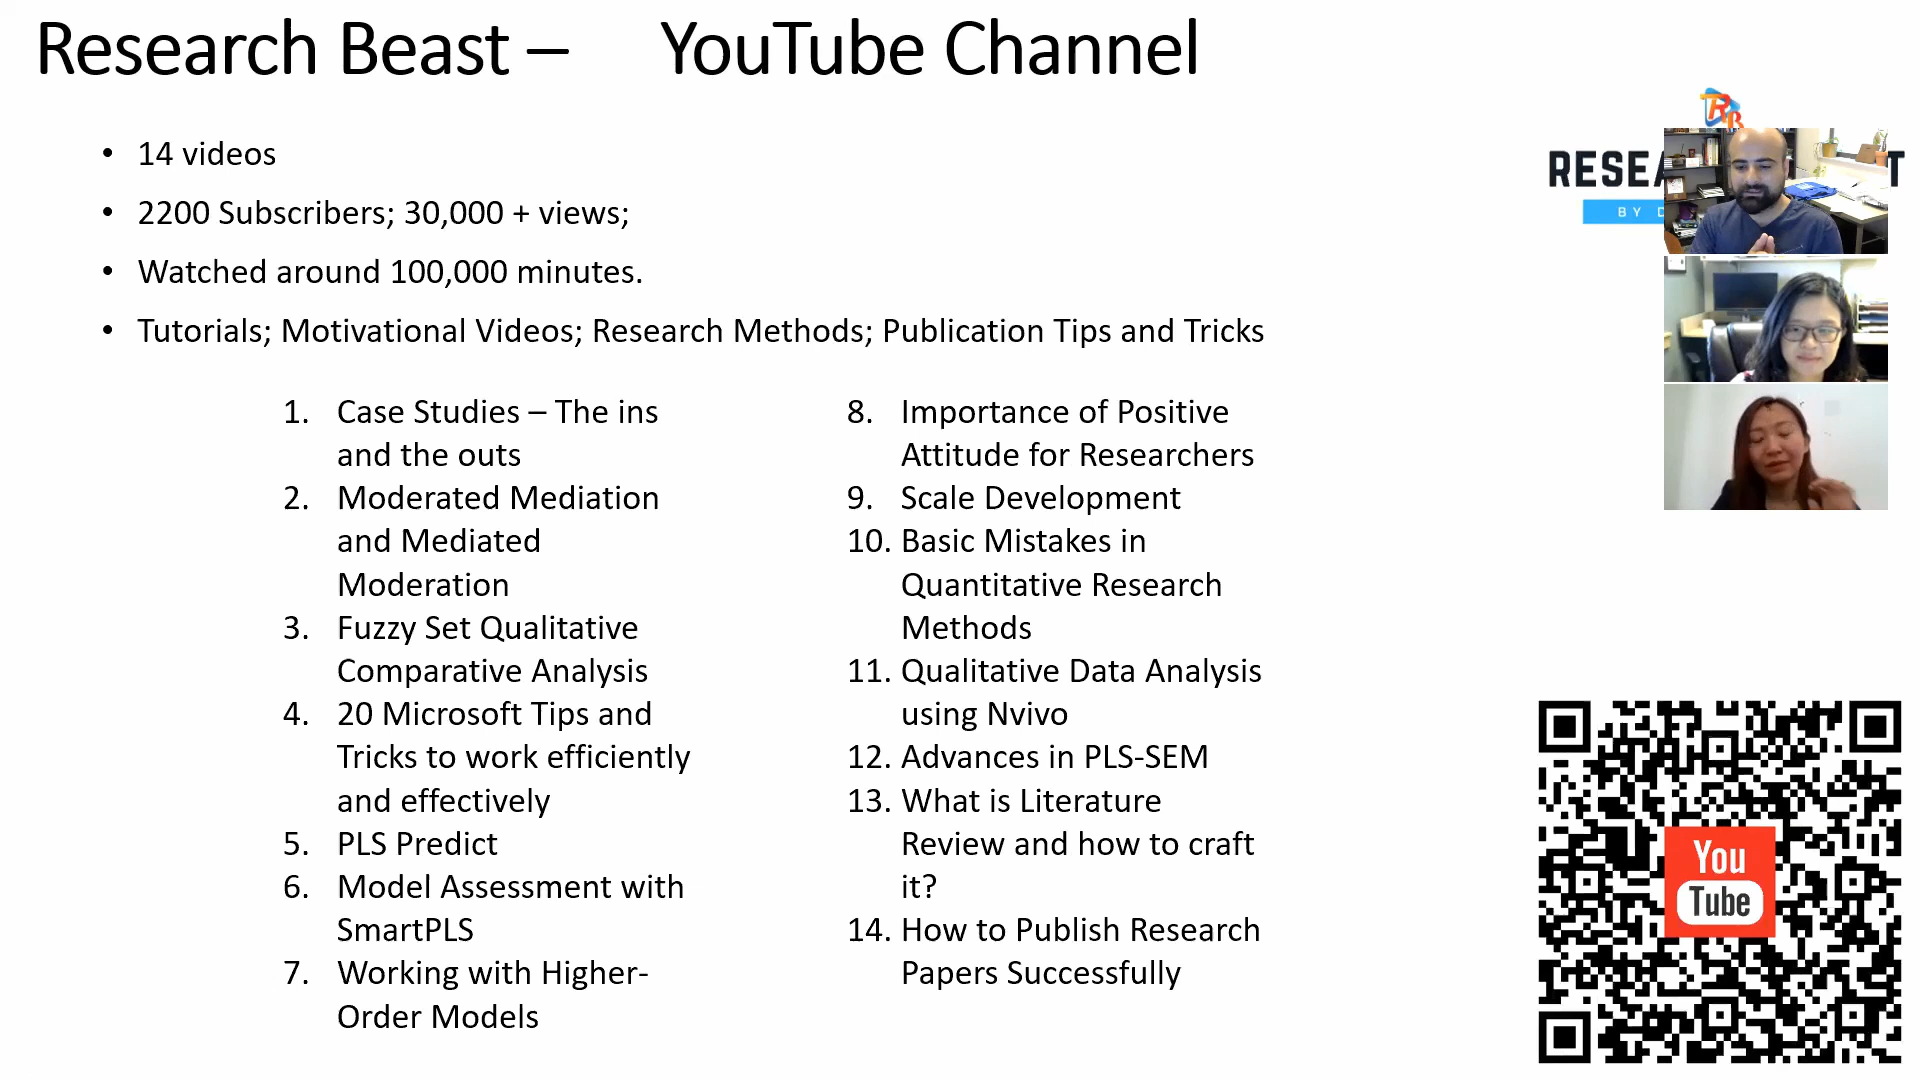 Research Beast – YouTube Channel
• 14 videos
• 2200 Subscribers; 30,000 + views;
• Watched around 100,000 minutes.
• Tutorials; Motivational Videos; Research Methods; Publication Tips and Tricks
1. Case Studies – The ins
and the outs
2. Moderated Mediation
and Mediated
Moderation
3. Fuzzy Set Qualitative
Comparative Analysis
4. 20 Microsoft Tips and
Tricks to work efficiently
and effectively
5. PLS Predict
6. Model Assessment with
SmartPLS
7. Working with Higher-
Order Models
8. Importance of Positive
Attitude for Researchers
9. Scale Development
10. Basic Mistakes in
Quantitative Research
Methods
11. Qualitative Data Analysis
using Nvivo
12. Advances in PLS-SEM
13. What is Literature
Review and how to craft
it?
14. How to Publish Research
Papers Successfully
RB
BY
You
Tube